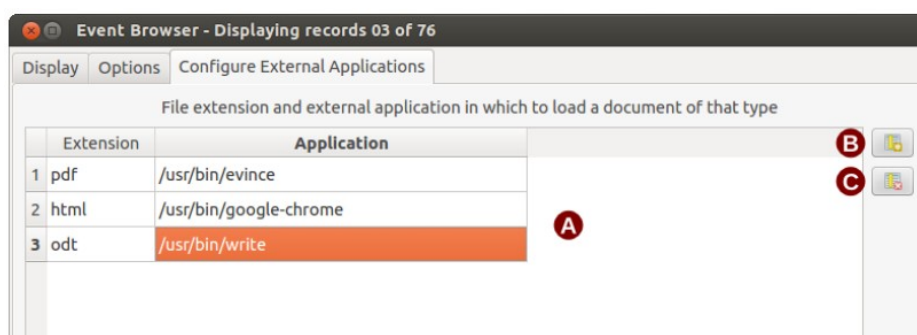 Event Browser - Displaying records 03 of 76
Display Options Configure External Applications
File extension and external application in which to load a document of that type
Extension Application
B
1 pdf /usr/bin/evince
C
2 html /usr/bin/google-chrome
A
3 odt /usr/bin/write